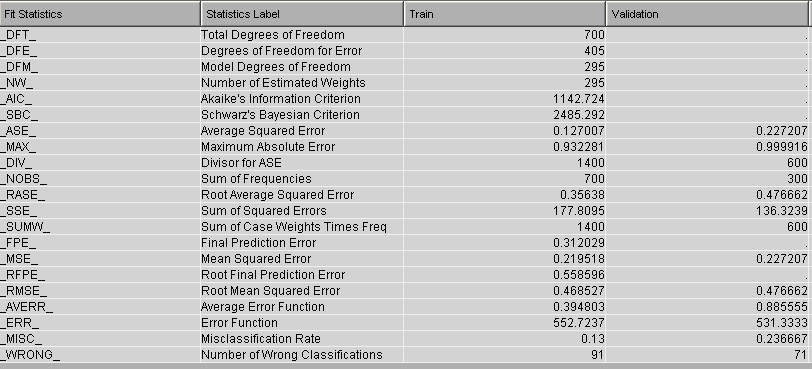 Fit Statistics Statistics Label Train Validation
_DFT_ Total Degrees of Freedom 700 .
_DFE_ Degrees of Freedom for Error 405 .
_DFM_ Model Degrees of Freedom 295 .
_NW_ Number of Estimated Weights 295 .
_AIC_ Akaike's Information Criterion 1142.724 .
_SBC_ Schwarz's Bayesian Criterion 2485.292 .
_ASE_ Average Squared Error 0.127007 0.227207
_MAX_ Maximum Absolute Error 0.932281 0.999916
_DIV_ Divisor for ASE 1400 600
_NOBS_ Sum of Frequencies 700 300
_RASE_ Root Average Squared Error 0.35638 0.476662
_SSE_ Sum of Squared Errors 177.8095 136.3239
_SUMW_ Sum of Case Weights Times Freq 1400 600
_FPE_ Final Prediction Error 0.312029 .
_MSE_ Mean Squared Error 0.219518 0.227207
_RFPE_ Root Final Prediction Error 0.558596 .
_RMSE_ Root Mean Squared Error 0.468527 0.476662
_AVERR_ Average Error Function 0.394803 0.885555
_ERR_ Error Function 552.7237 531.3333
_MISC_ Misclassification Rate 0.13 0.236667
_WRONG_ Number of Wrong Classifications 91 71